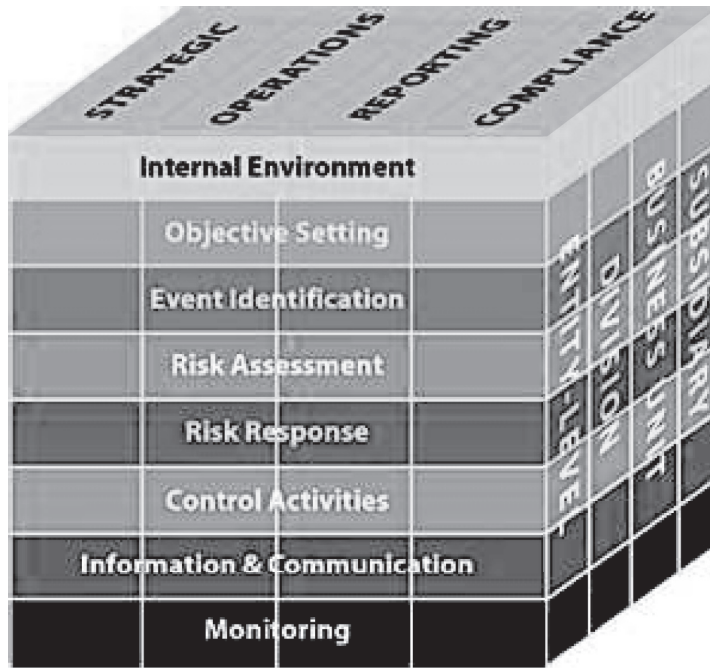 STRATEGIC
OPERATIONS
REPORTING
COMPLIANCE
Internal Environment
Objective Setting
Event Identification
Risk Assessment
Risk Response
Control Activities
Information & Communication
Monitoring
ENTITY-LEVEL
DIVISION
BUSINESS UNIT
SUBSIDIARY